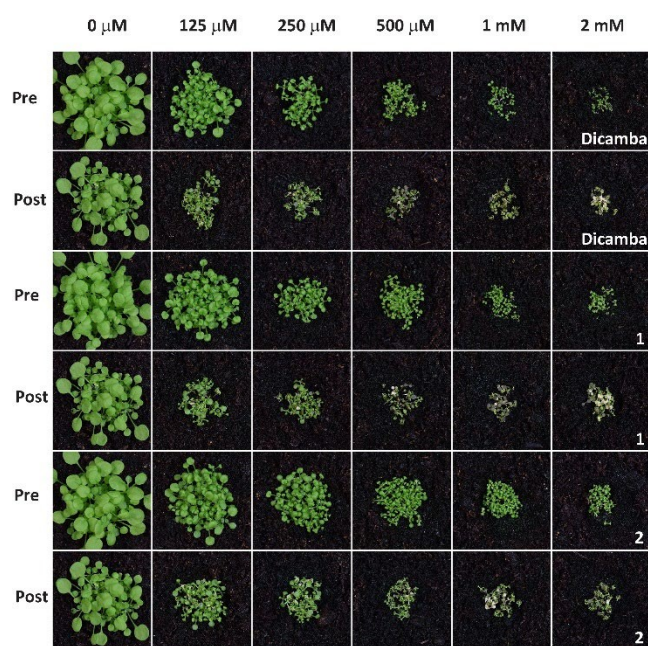 0 μM 125 μM 250 μM 500 μM 1 mM 2 mM
Pre
Dicamba
Post
Dicamba
Pre
1
Post
1
Pre
2
Post
2